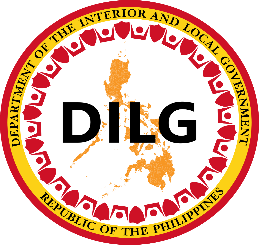 DEPARTMENT OF THE INTERIOR AND LOCAL GOVERNMENT
DILG
REPUBLIC OF THE PHILIPPINES